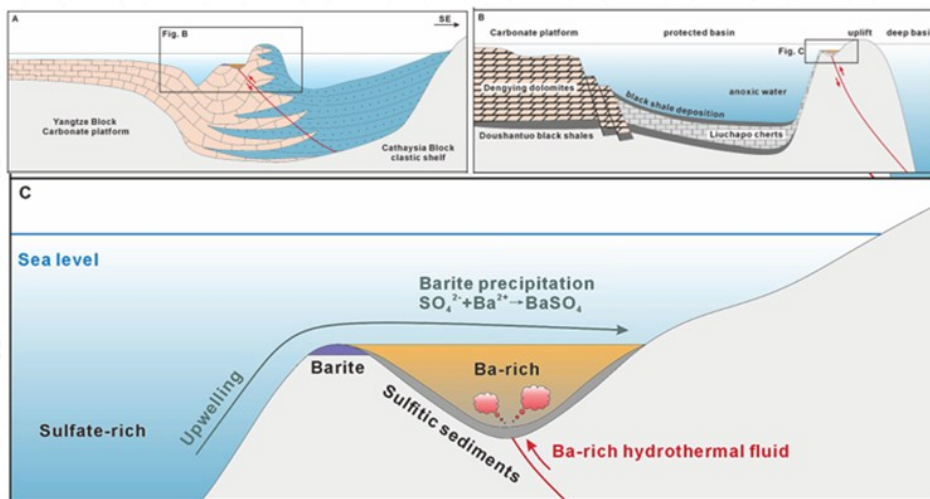 A
SE
Fig. B
Yangtze Block
Carbonate platform
Cathaysia Block
clastic shelf
B
Carbonate platform
protected basin
uplift
deep basi
Fig. C
Dengying dolomites
anoxic water
black shale deposition
Doushantuo black shales
Liuchapo cherts
C
Sea level
Barite precipitation
SO₄²⁻+Ba²⁺→BaSO₄
Upwelling
Barite
Ba-rich
Sulfitic sediments
Sulfate-rich
Ba-rich hydrothermal fluid